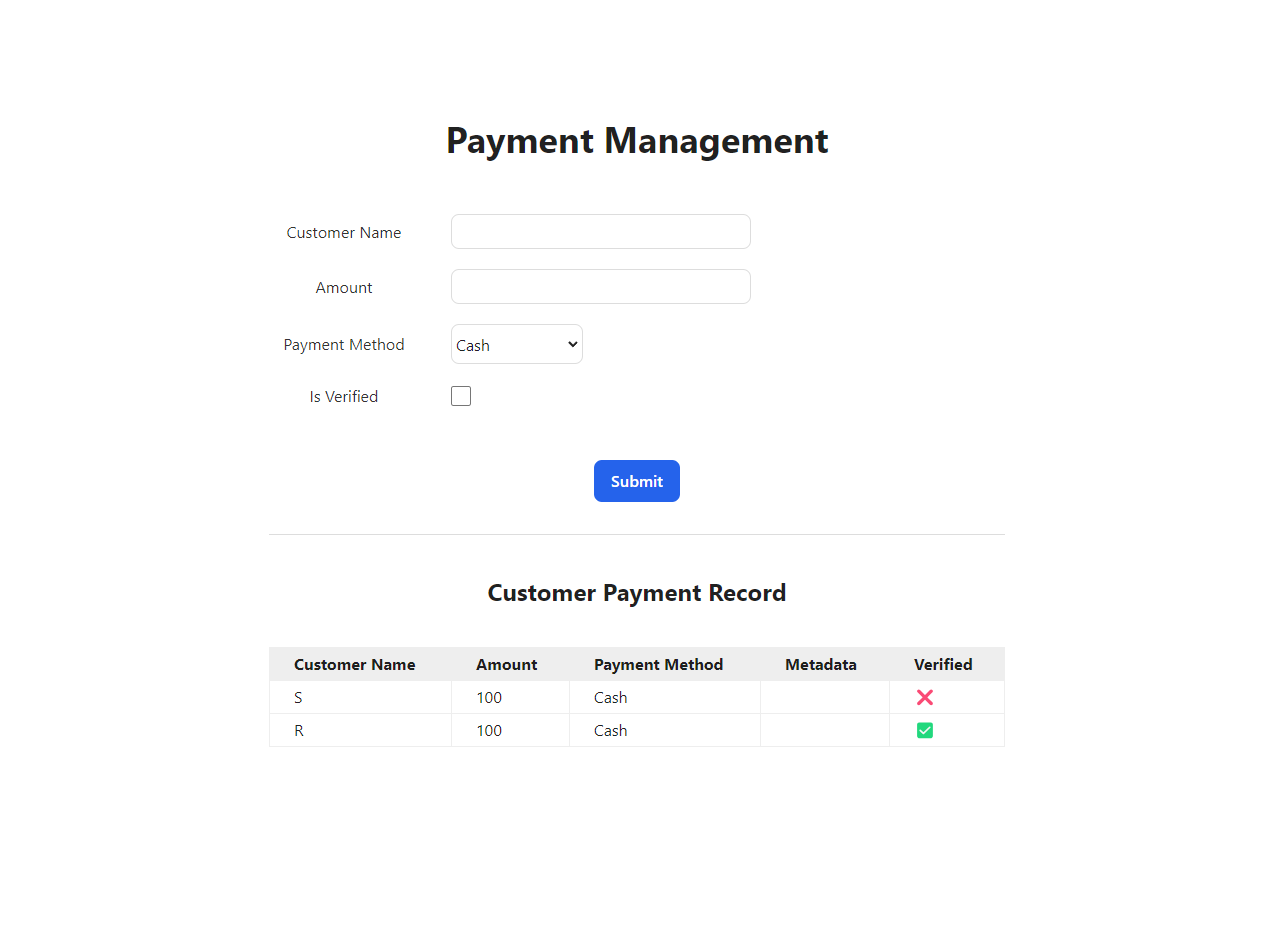 Payment Management
Customer Name
Amount
Payment Method Cash
Is Verified
Submit
Customer Payment Record
Customer Name Amount Payment Method Metadata Verified
S 100 Cash
R 100 Cash